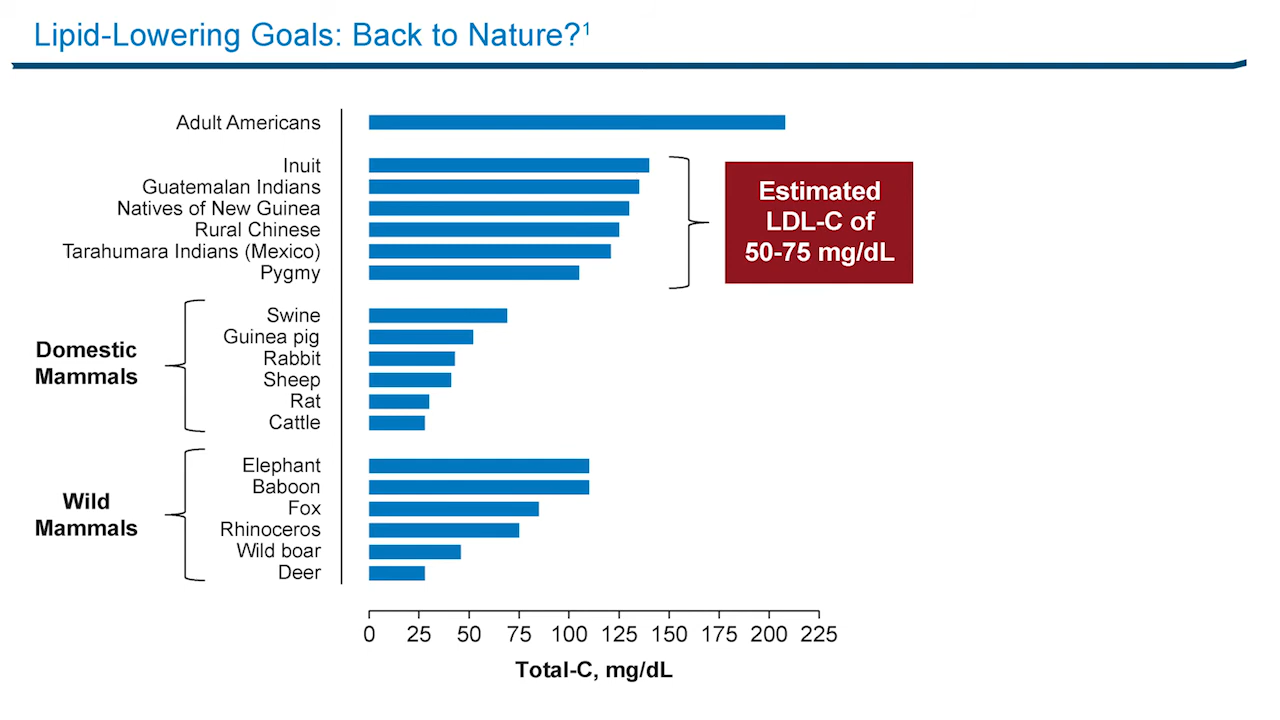 Lipid-Lowering Goals: Back to Nature?¹
Adult Americans
Inuit
Guatemalan Indians
Natives of New Guinea
Rural Chinese
Tarahumara Indians (Mexico)
Pygmy
Estimated
LDL-C of
50-75 mg/dL
Domestic
Mammals
Swine
Guinea pig
Rabbit
Sheep
Rat
Cattle
Wild
Mammals
Elephant
Baboon
Fox
Rhinoceros
Wild boar
Deer
0 25 50 75 100 125 150 175 200 225
Total-C, mg/dL